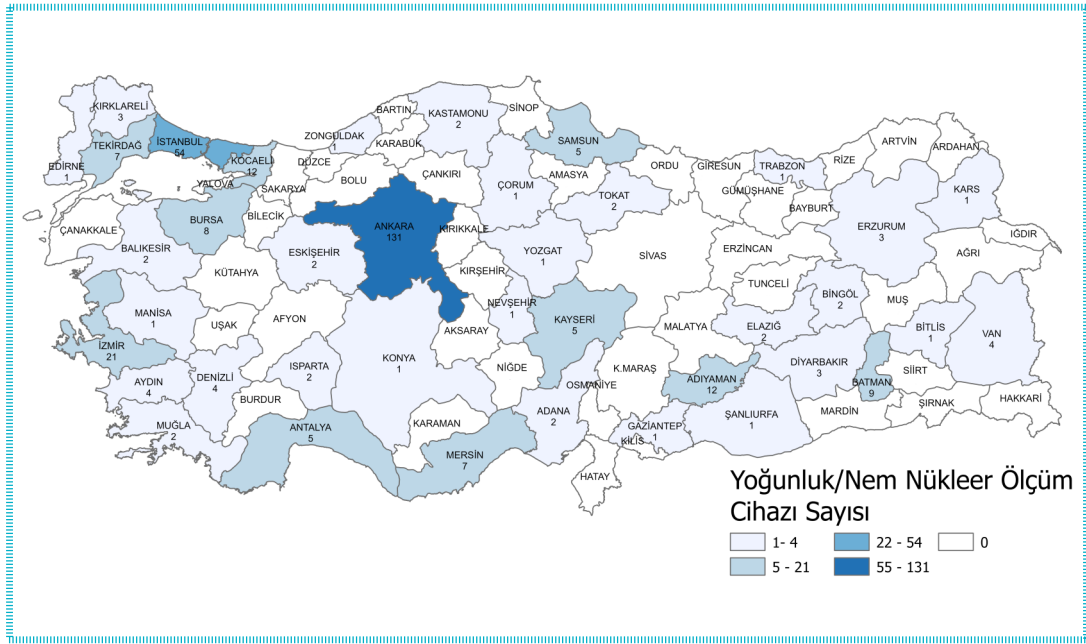 KIRKLARELİ
3
TEKİRDAĞ
7
EDİRNE
1
İSTANBUL
54
KOCAELİ
12
YALOVA
SAKARYA
DÜZCE
ZONGULDAK
1
BARTIN
KARABÜK
KASTAMONU
2
SİNOP
SAMSUN
5
ORDU
GİRESUN
TRABZON
1
RİZE
ARTVİN
ARDAHAN
KARS
1
IĞDIR
AĞRI
ERZURUM
3
BAYBURT
GÜMÜŞHANE
ERZİNCAN
TUNCELİ
SİVAS
TOKAT
2
AMASYA
ÇORUM
1
ÇANKIRI
BOLU
ANKARA
131
KIRIKKALE
KIRŞEHİR
YOZGAT
1
NEVŞEHİR
1
KAYSERİ
5
AKSARAY
NİĞDE
KONYA
1
ESKİŞEHİR
2
BİLECİK
BURSA
8
ÇANAKKALE
BALIKESİR
2
KÜTAHYA
MANİSA
1
UŞAK
AFYON
İZMİR
21
AYDIN
4
DENİZLİ
4
ISPARTA
2
BURDUR
MUĞLA
2
ANTALYA
5
KARAMAN
MERSİN
7
ADANA
2
OSMANİYE
HATAY
KİLİS
GAZİANTEP
1
K.MARAŞ
MALATYA
ADIYAMAN
12
ŞANLIURFA
1
ELAZIĞ
2
DİYARBAKIR
3
BİNGÖL
2
MUŞ
BİTLİS
1
VAN
4
BATMAN
9
SİİRT
MARDİN
ŞIRNAK
HAKKARİ
Yoğunluk/Nem Nükleer Ölçüm
Cihazı Sayısı
1- 4
22 - 54
0
5 - 21
55 - 131